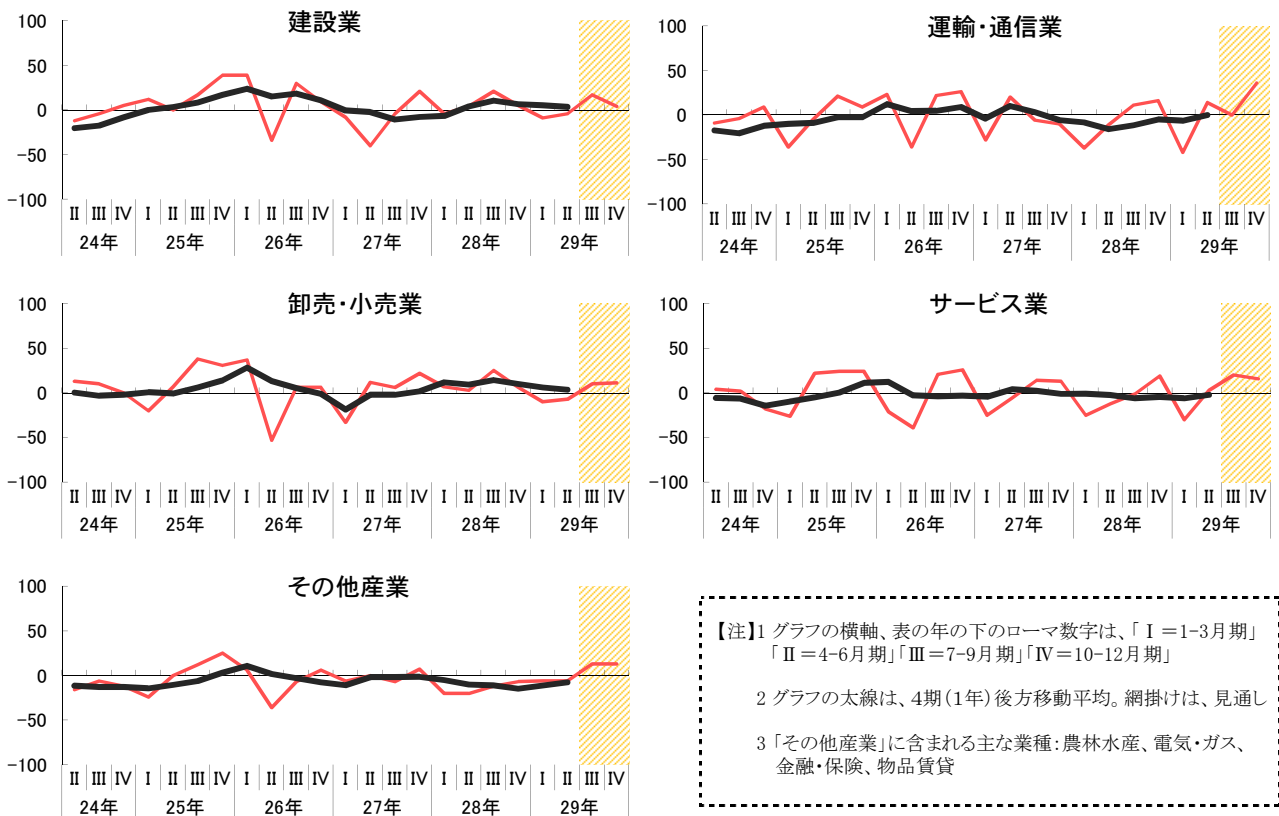 建設業
100
50
0
-50
-100
Ⅱ Ⅲ Ⅳ Ⅰ Ⅱ Ⅲ Ⅳ Ⅰ Ⅱ Ⅲ Ⅳ Ⅰ Ⅱ Ⅲ Ⅳ Ⅰ Ⅱ Ⅲ Ⅳ Ⅰ Ⅱ Ⅲ Ⅳ
24年 25年 26年 27年 28年 29年
運輸・通信業
100
50
0
-50
-100
Ⅱ Ⅲ Ⅳ Ⅰ Ⅱ Ⅲ Ⅳ Ⅰ Ⅱ Ⅲ Ⅳ Ⅰ Ⅱ Ⅲ Ⅳ Ⅰ Ⅱ Ⅲ Ⅳ Ⅰ Ⅱ Ⅲ Ⅳ
24年 25年 26年 27年 28年 29年
卸売・小売業
100
50
0
-50
-100
Ⅱ Ⅲ Ⅳ Ⅰ Ⅱ Ⅲ Ⅳ Ⅰ Ⅱ Ⅲ Ⅳ Ⅰ Ⅱ Ⅲ Ⅳ Ⅰ Ⅱ Ⅲ Ⅳ Ⅰ Ⅱ Ⅲ Ⅳ
24年 25年 26年 27年 28年 29年
サービス業
100
50
0
-50
-100
Ⅱ Ⅲ Ⅳ Ⅰ Ⅱ Ⅲ Ⅳ Ⅰ Ⅱ Ⅲ Ⅳ Ⅰ Ⅱ Ⅲ Ⅳ Ⅰ Ⅱ Ⅲ Ⅳ Ⅰ Ⅱ Ⅲ Ⅳ
24年 25年 26年 27年 28年 29年
その他産業
100
50
0
-50
-100
Ⅱ Ⅲ Ⅳ Ⅰ Ⅱ Ⅲ Ⅳ Ⅰ Ⅱ Ⅲ Ⅳ Ⅰ Ⅱ Ⅲ Ⅳ Ⅰ Ⅱ Ⅲ Ⅳ Ⅰ Ⅱ Ⅲ Ⅳ
24年 25年 26年 27年 28年 29年
【注】1 グラフの横軸、表の年の下のローマ数字は、「Ⅰ=1-3月期」
「Ⅱ=4-6月期」「Ⅲ=7-9月期」「Ⅳ=10-12月期」
2 グラフの太線は、4期(1年)後方移動平均。網掛けは、見通し
3 「その他産業」に含まれる主な業種:農林水産、電気・ガス、
金融・保険、物品賃貸